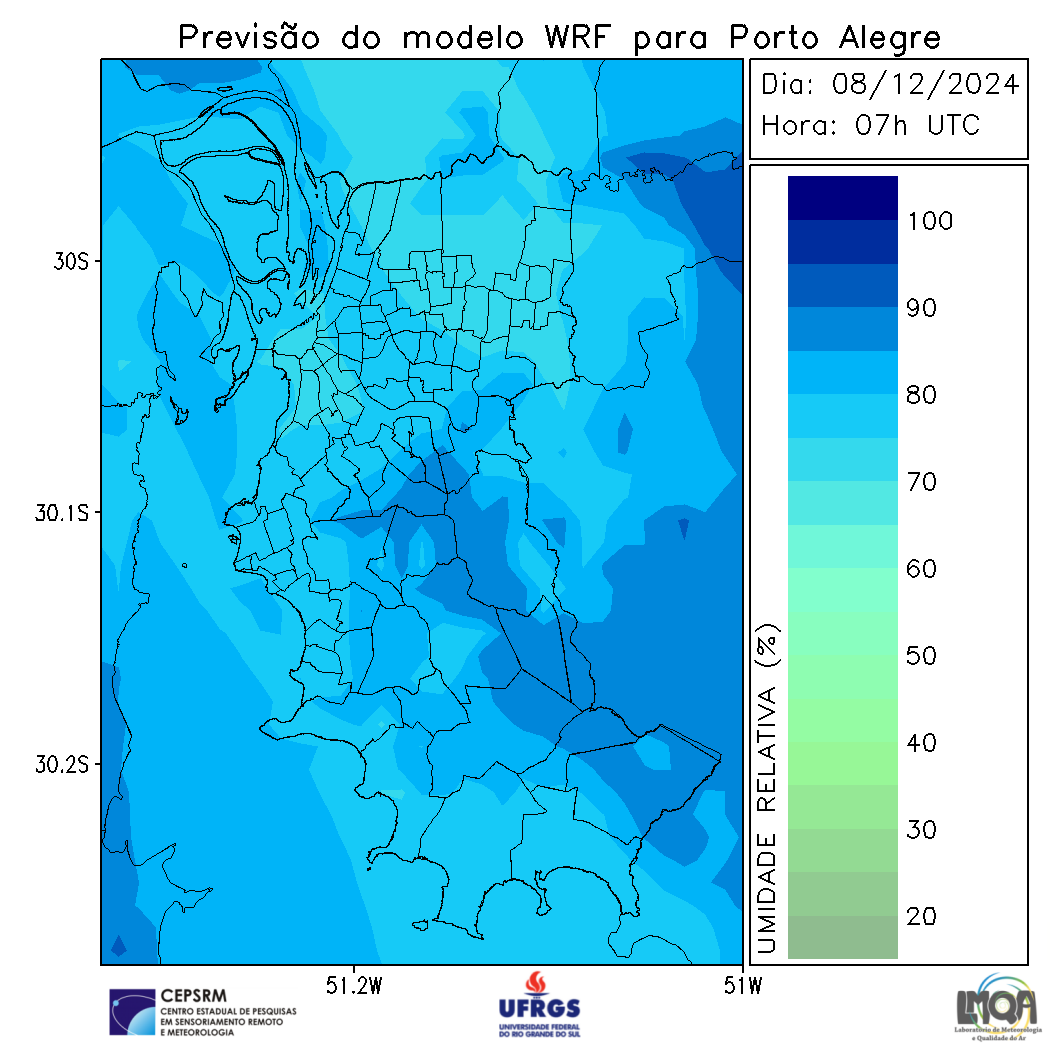 Previsão do modelo WRF para Porto Alegre
Dia: 08/12/2024
Hora: 07h UTC
30S
30.1S
30.2S
51.2W
51W
100
90
80
70
60
50
40
30
20
UMIDADE RELATIVA (%)
CEPSRM
CENTRO ESTADUAL DE PESQUISAS
EM SENSORIAMENTO REMOTO
E METEOROLOGIA
UFRGS
UNIVERSIDADE FEDERAL
DO RIO GRANDE DO SUL
LMQA
Laboratório de Meteorologia
e Qualidade do Ar